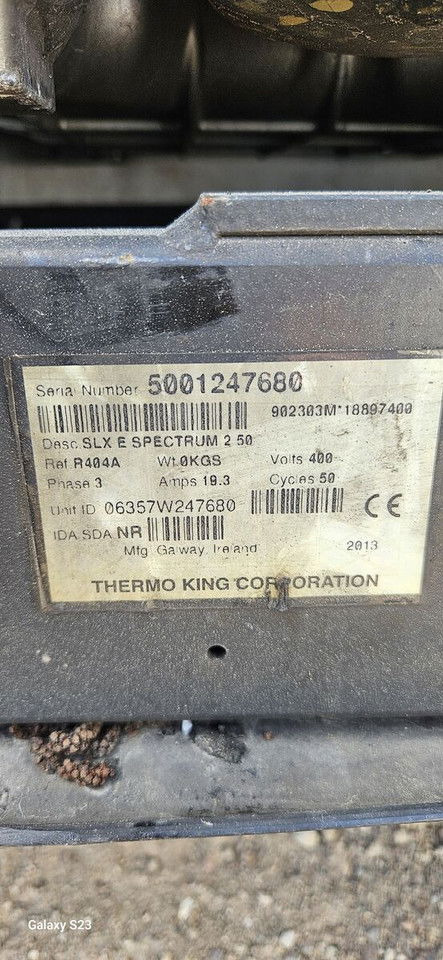 Serial Number 5001247680
902303M*18897400
Desc. SLX E SPECTRUM 2 50
Ref. R404A Wt. 0KGS Volts 400
Phase 3 Amps 19.3 Cycles 50
Unit ID 06357W247680 CE
IDA SDA NR
Mfg. Galway, Ireland 2013
THERMO KING CORPORATION
Galaxy S23